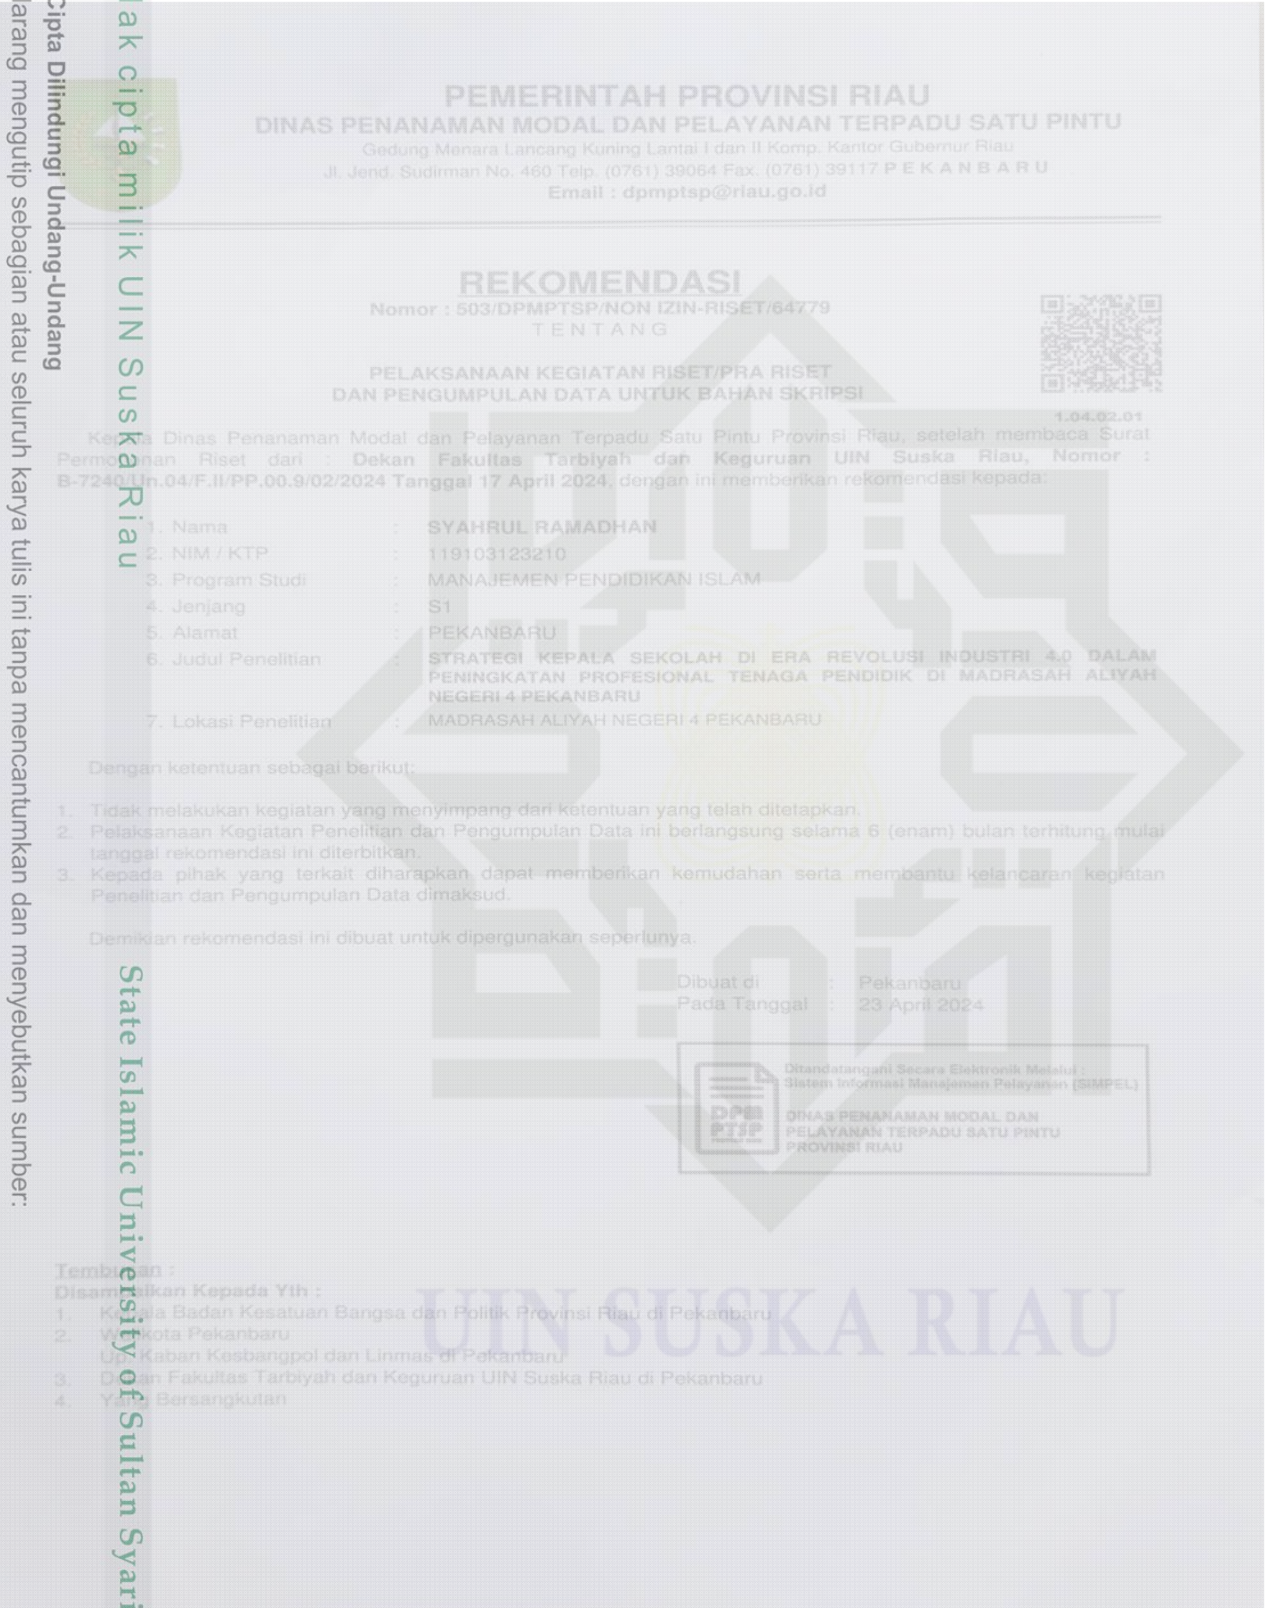 PEMERINTAH PROVINSI RIAU
DINAS PENANAMAN MODAL DAN PELAYANAN TERPADU SATU PINTU
Gedung Menara Lancang Kuning Lantai I dan II Komp. Kantor Gubernur Riau
Jl. Jend. Sudirman No. 460 Telp. (0761) 39064 Fax. (0761) 39117 P E K A N B A R U
Email : dpmptsp@riau.go.id
REKOMENDASI
Nomor : 503/DPMPTSP/NON IZIN-RISET/64779
T E N T A N G
PELAKSANAAN KEGIATAN RISET/PRA RISET
DAN PENGUMPULAN DATA UNTUK BAHAN SKRIPSI
1.04.02.01
Kepala Dinas Penanaman Modal dan Pelayanan Terpadu Satu Pintu Provinsi Riau, setelah membaca Surat
Permohonan Riset dari : Dekan Fakultas Tarbiyah dan Keguruan UIN Suska Riau, Nomor :
B-7240/Un.04/F.II/PP.00.9/02/2024 Tanggal 17 April 2024, dengan ini memberikan rekomendasi kepada:
1. Nama : SYAHRUL RAMADHAN
2. NIM / KTP : 119103123210
3. Program Studi : MANAJEMEN PENDIDIKAN ISLAM
4. Jenjang : S1
5. Alamat : PEKANBARU
6. Judul Penelitian : STRATEGI KEPALA SEKOLAH DI ERA REVOLUSI INDUSTRI 4.0 DALAM
PENINGKATAN PROFESIONAL TENAGA PENDIDIK DI MADRASAH ALIYAH
NEGERI 4 PEKANBARU
7. Lokasi Penelitian : MADRASAH ALIYAH NEGERI 4 PEKANBARU
Dengan ketentuan sebagai berikut:
1. Tidak melakukan kegiatan yang menyimpang dari ketentuan yang telah ditetapkan.
2. Pelaksanaan Kegiatan Penelitian dan Pengumpulan Data ini berlangsung selama 6 (enam) bulan terhitung mulai
tanggal rekomendasi ini diterbitkan.
3. Kepada pihak yang terkait diharapkan dapat memberikan kemudahan serta membantu kelancaran kegiatan
Penelitian dan Pengumpulan Data dimaksud.
Demikian rekomendasi ini dibuat untuk dipergunakan seperlunya.
Dibuat di : Pekanbaru
Pada Tanggal : 23 April 2024
Ditandatangani Secara Elektronik Melalui :
Sistem Informasi Manajemen Pelayanan (SIMPEL)
DPM
PTSP
DINAS PENANAMAN MODAL DAN
PELAYANAN TERPADU SATU PINTU
PROVINSI RIAU
Tembusan :
Disampaikan Kepada Yth :
1. Kepala Badan Kesatuan Bangsa dan Politik Provinsi Riau di Pekanbaru
2. Walikota Pekanbaru
Up. Kaban Kesbangpol dan Linmas di Pekanbaru
3. Dekan Fakultas Tarbiyah dan Keguruan UIN Suska Riau di Pekanbaru
4. Yang Bersangkutan
UIN SUSKA RIAU
ak cipta milik UIN Suska Riau
State Islamic University of Sultan Syari
Cipta Dilindungi Undang-Undang
larang mengutip sebagian atau seluruh karya tulis ini tanpa mencantumkan dan menyebutkan sumber: